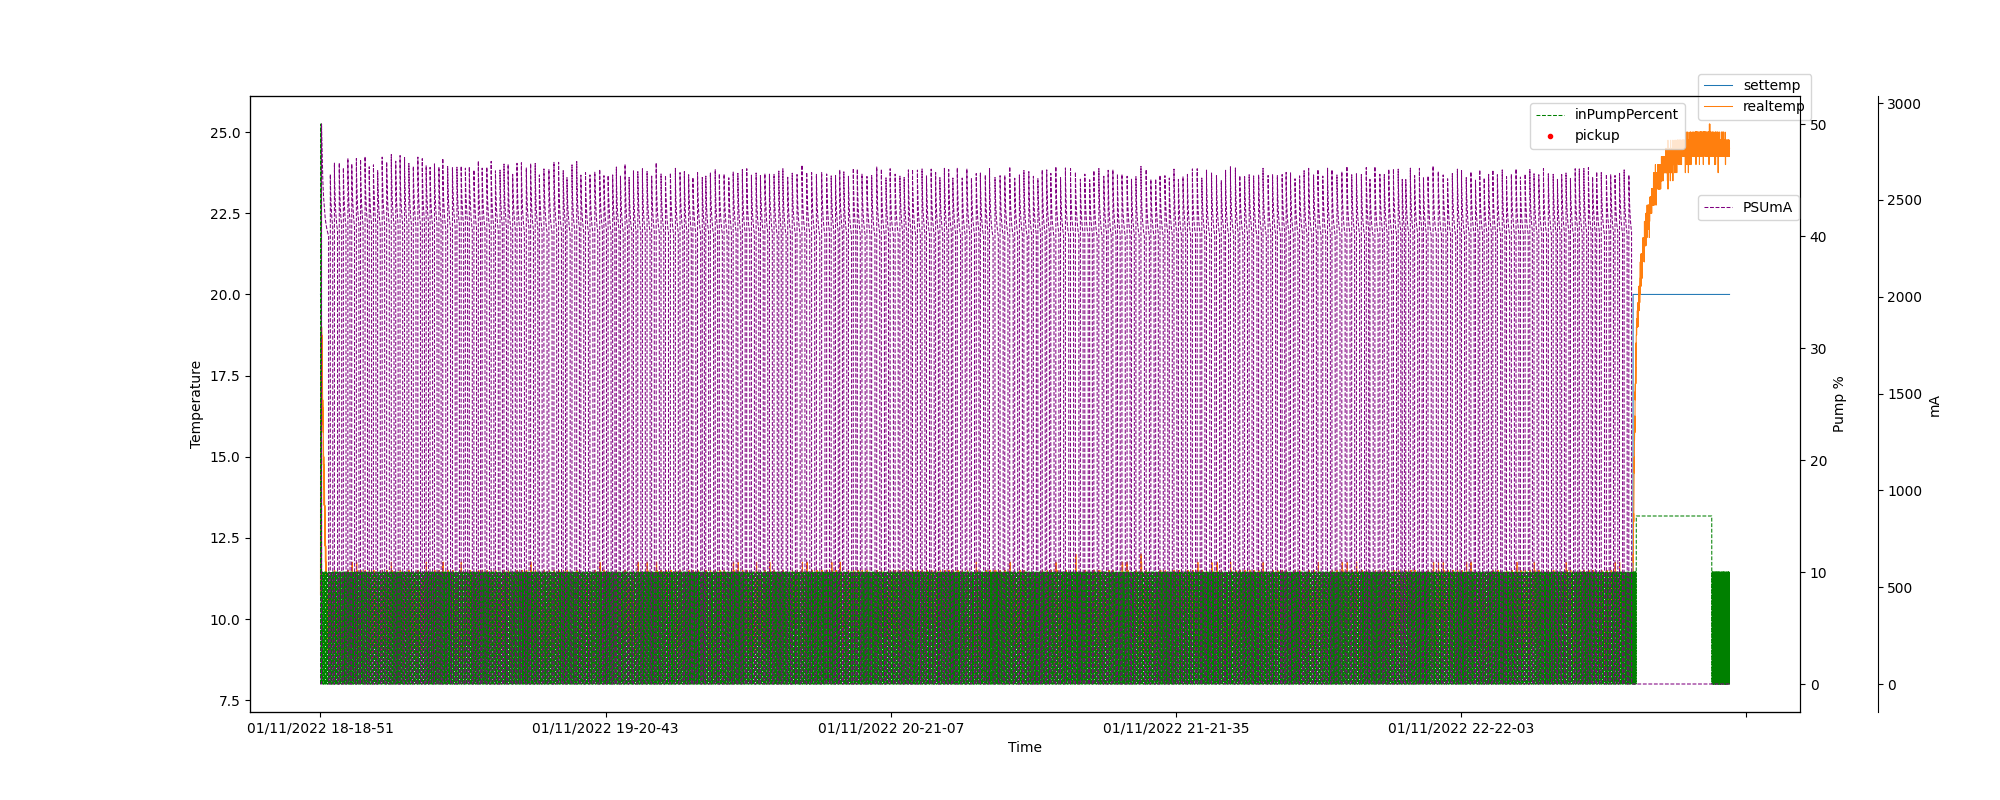 settemp
realtemp
inPumpPercent
pickup
PSUmA
25.0
22.5
20.0
17.5
15.0
12.5
10.0
7.5
Temperature
50
40
30
20
10
0
Pump %
3000
2500
2000
1500
1000
500
0
mA
01/11/2022 18-18-51
01/11/2022 19-20-43
01/11/2022 20-21-07
01/11/2022 21-21-35
01/11/2022 22-22-03
Time